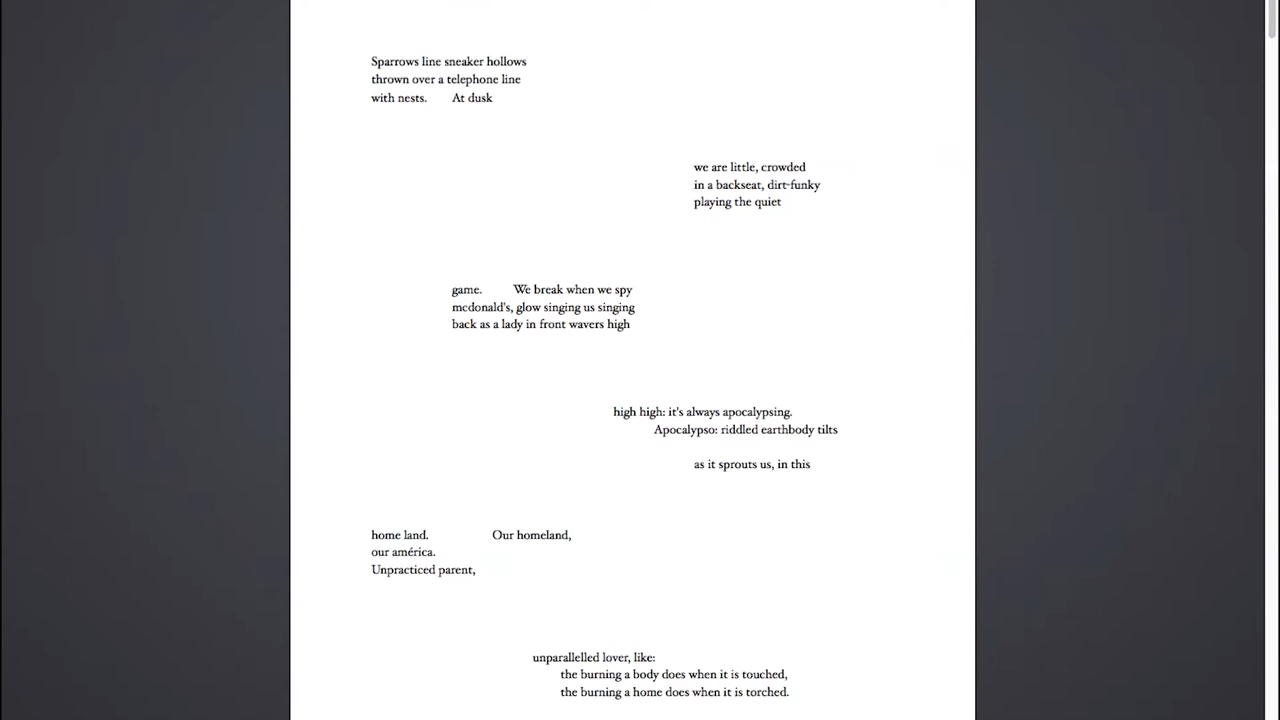 Sparrows line sneaker hollows
thrown over a telephone line
with nests. At dusk
we are little, crowded
in a backseat, dirt-funky
playing the quiet
game. We break when we spy
mcdonald's, glow singing us singing
back as a lady in front wavers high
high high: it's always apocalypsing.
Apocalypso: riddled earthbody tilts
as it sprouts us, in this
home land. Our homeland,
our américa.
Unpracticed parent,
unparallelled lover, like:
the burning a body does when it is touched,
the burning a home does when it is torched.